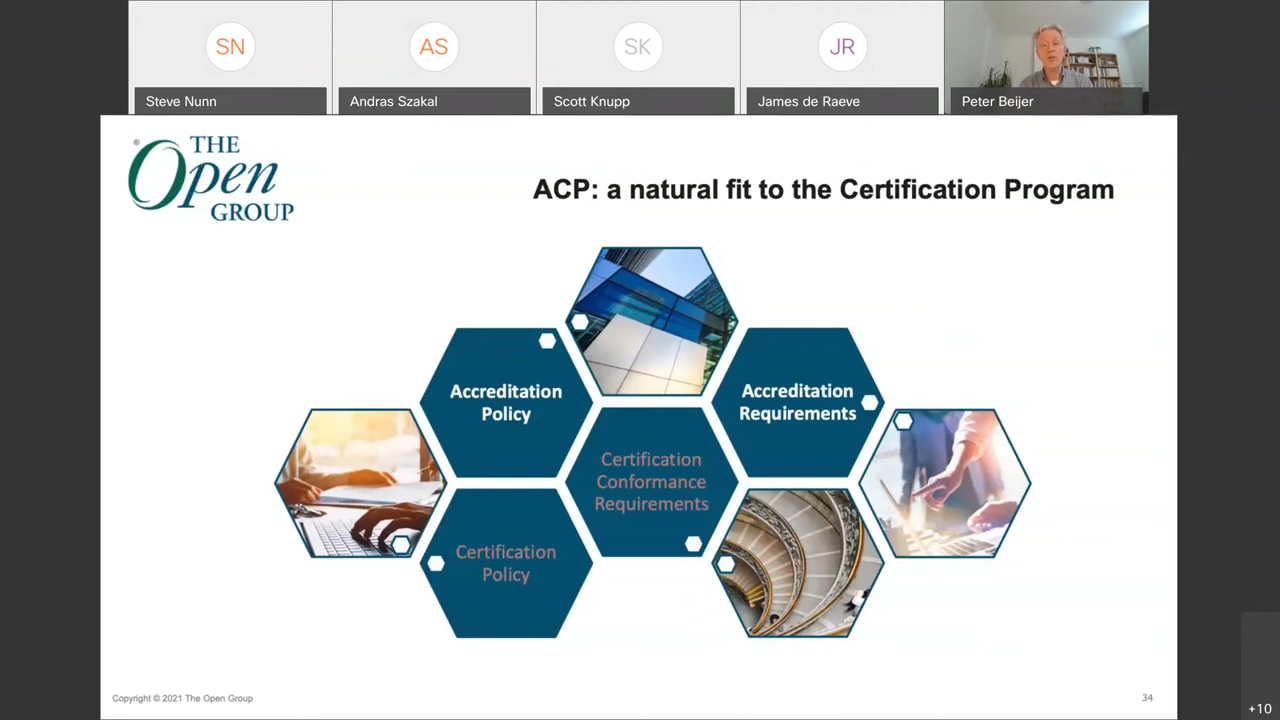 SN
AS
SK
JR
Steve Nunn
Andras Szakal
Scott Knupp
James de Raeve
Peter Beijer
®
THE
Open
GROUP
ACP: a natural fit to the Certification Program
Accreditation
Policy
Accreditation
Requirements
Certification
Conformance
Requirements
Certification
Policy
Copyright © 2021 The Open Group
34
+10